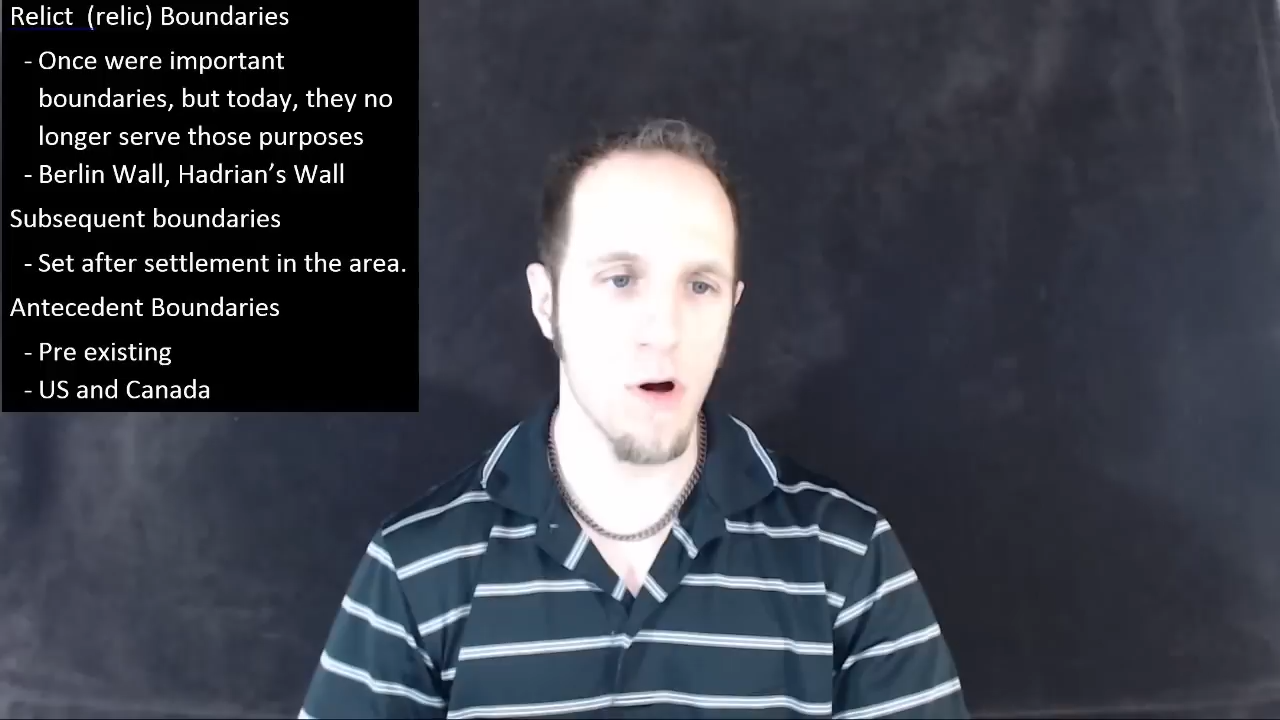 Relict (relic) Boundaries
- Once were important
boundaries, but today, they no
longer serve those purposes
- Berlin Wall, Hadrian’s Wall
Subsequent boundaries
- Set after settlement in the area.
Antecedent Boundaries
- Pre existing
- US and Canada